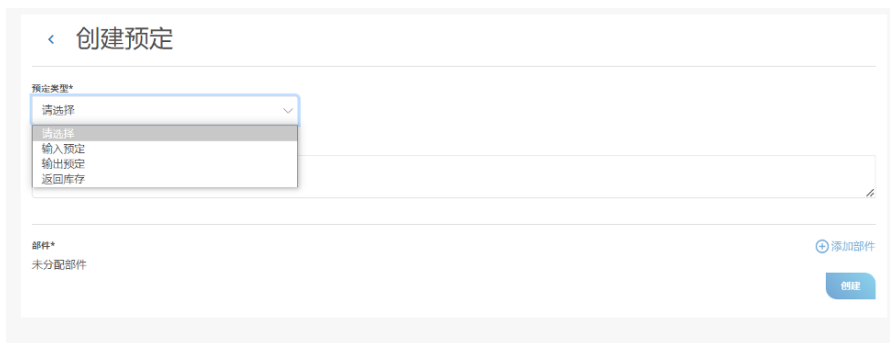 创建预定
预定类型*
请选择
请选择
输入预定
输出预定
返回库存
部件*
添加部件
未分配部件
创建